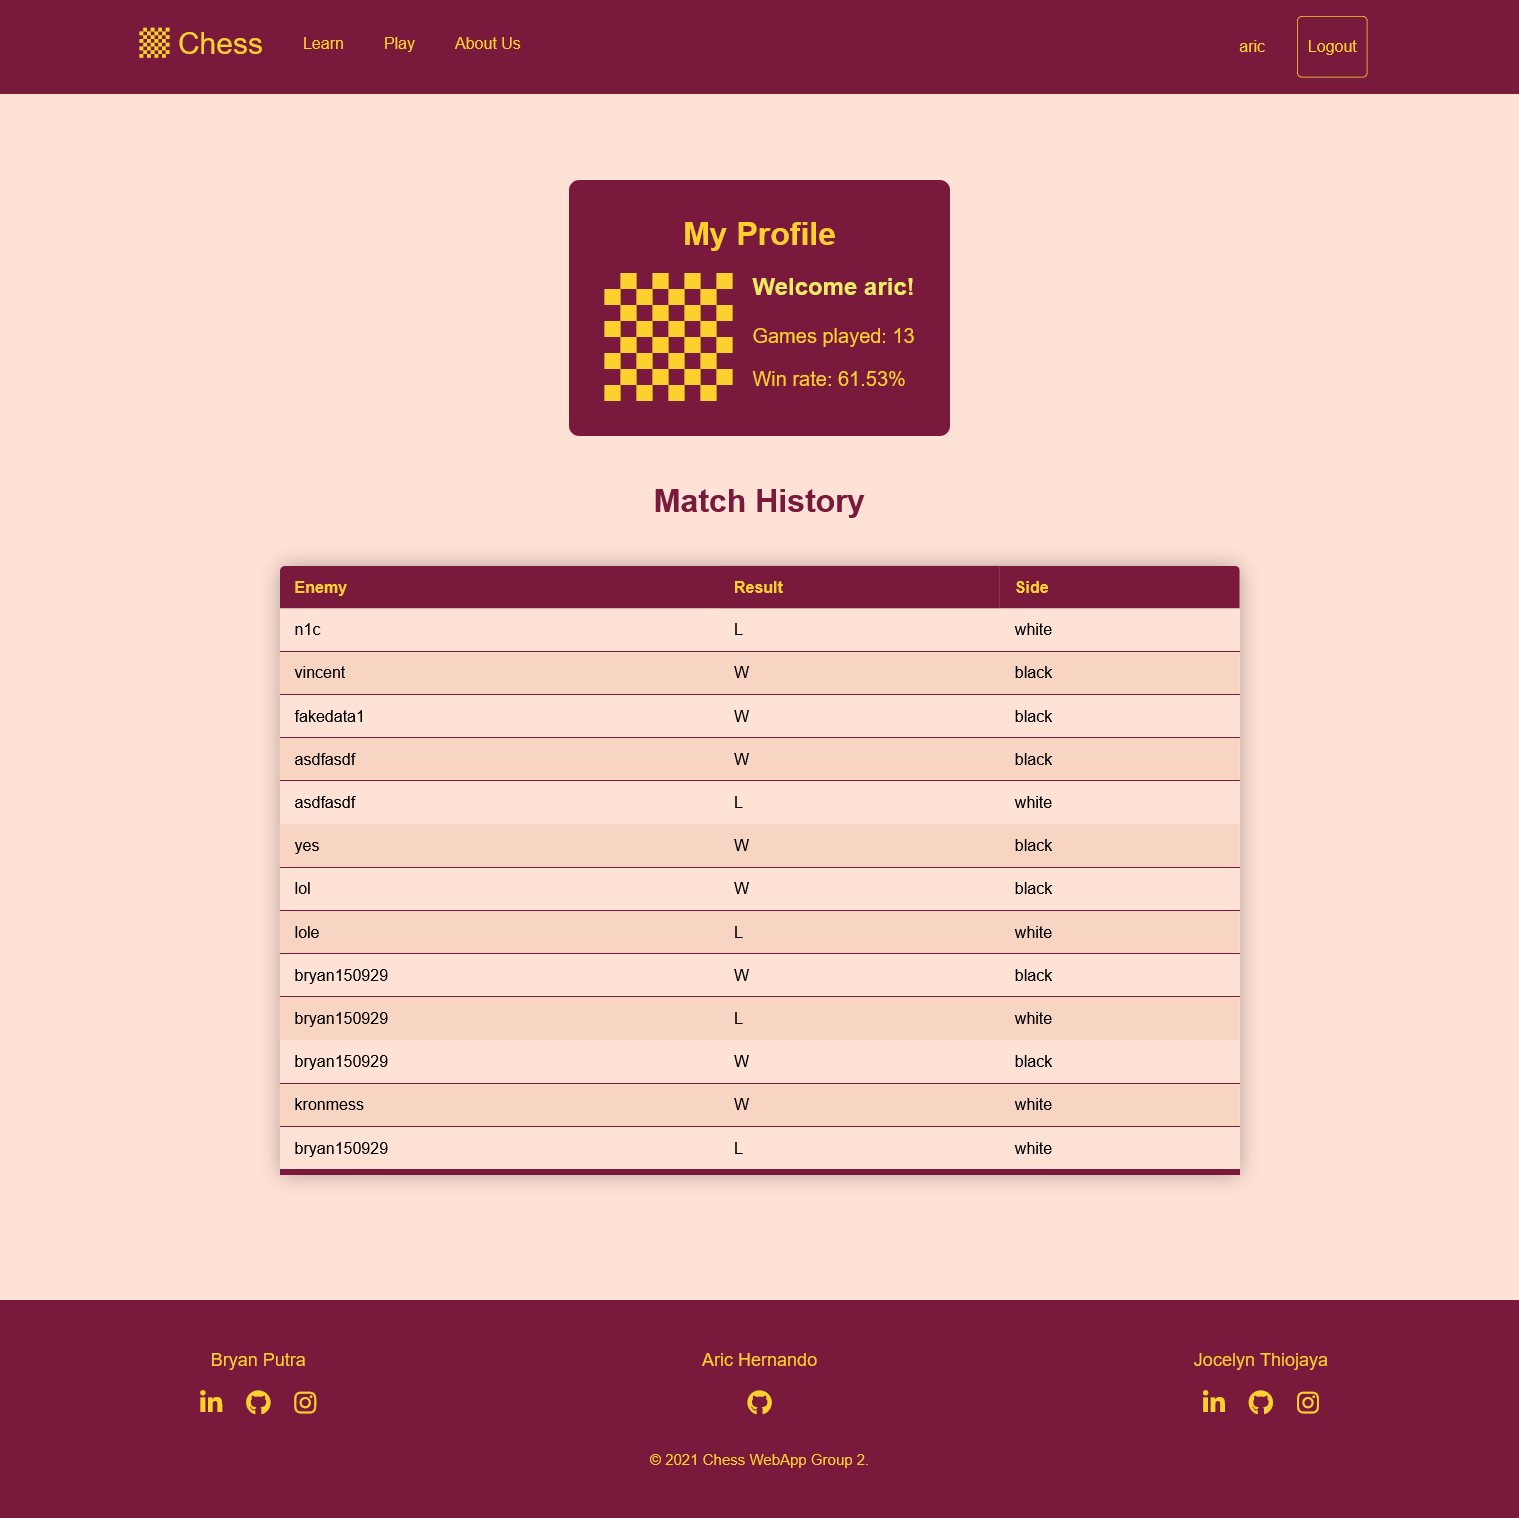 Chess Learn Play About Us aric Logout
My Profile
Welcome aric!
Games played: 13
Win rate: 61.53%
Match History
Enemy Result Side
n1c L white
vincent W black
fakedata1 W black
asdfasdf W black
asdfasdf L white
yes W black
lol W black
lole L white
bryan150929 W black
bryan150929 L white
bryan150929 W black
kronmess W white
bryan150929 L white
Bryan Putra Aric Hernando Jocelyn Thiojaya
© 2021 Chess WebApp Group 2.